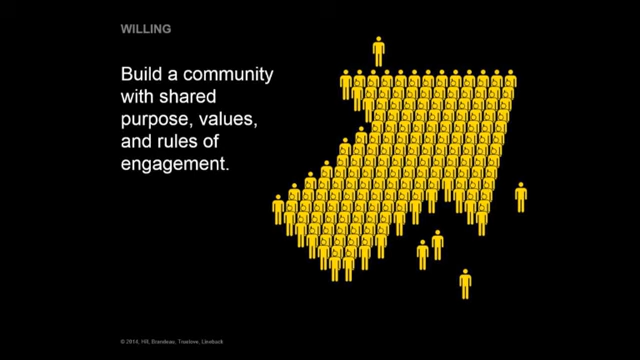 WILLING
Build a community
with shared
purpose, values,
and rules of
engagement.
© 2014, Hill, Brandeau, Truelove, Lineback